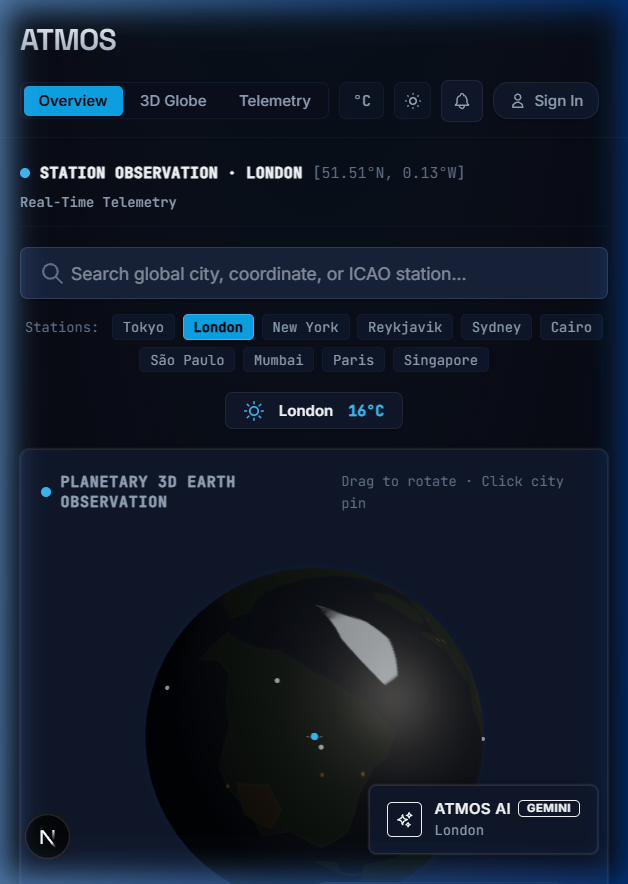 ATMOS
Overview 3D Globe Telemetry °C Sign In
STATION OBSERVATION · LONDON [51.51°N, 0.13°W]
Real-Time Telemetry
Search global city, coordinate, or ICAO station...
Stations: Tokyo London New York Reykjavik Sydney Cairo
São Paulo Mumbai Paris Singapore
London 16°C
PLANETARY 3D EARTH
OBSERVATION
Drag to rotate · Click city
pin
ATMOS AI GEMINI
London
N